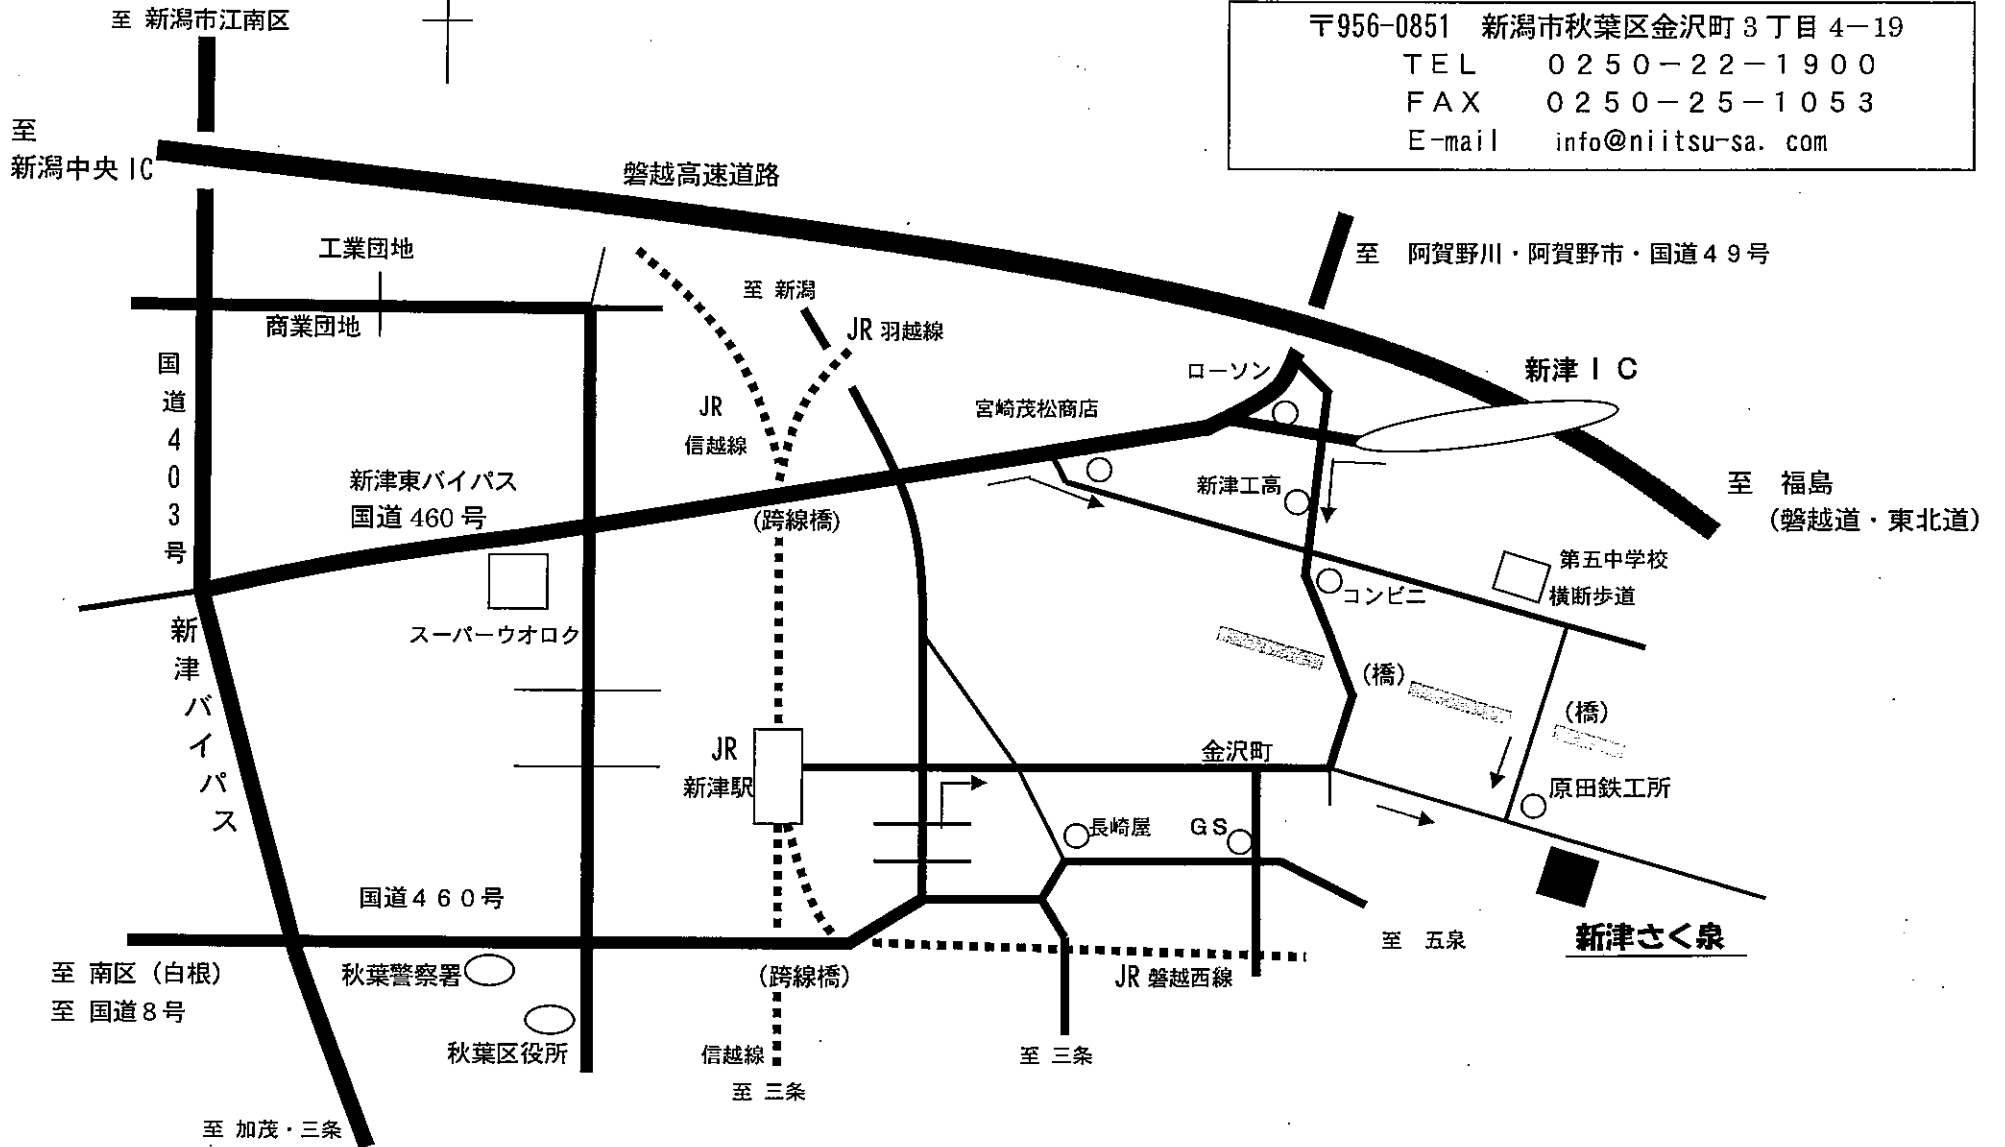 至 新潟市江南区
〒956-0851 新潟市秋葉区金沢町3丁目4-19
TEL 0250-22-1900
FAX 0250-25-1053
E-mail info@niitsu-sa.com
至
新潟中央IC
磐越高速道路
至 阿賀野川・阿賀野市・国道49号
工業団地
商業団地
至 新潟
JR 羽越線
国道403号
ローソン
新津IC
JR
信越線
宮崎茂松商店
新津東バイパス
国道460号
(跨線橋)
新津工高
至 福島
(磐越道・東北道)
第五中学校
横断歩道
コンビニ
新津バイパス
スーパーウオロク
(橋)
(橋)
JR
新津駅
金沢町
原田鉄工所
長崎屋
GS
国道460号
至 五泉
新津さく泉
至 南区(白根)
至 国道8号
秋葉警察署
(跨線橋)
JR 磐越西線
秋葉区役所
信越線
至 三条
至 三条
至 加茂・三条